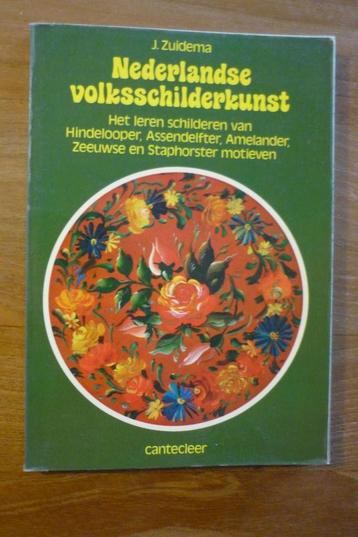 J. Zuidema
Nederlandse
volksschilderkunst
Het leren schilderen van
Hindelooper, Assendelfter, Amelander,
Zeeuwse en Staphorster motieven
cantecleer